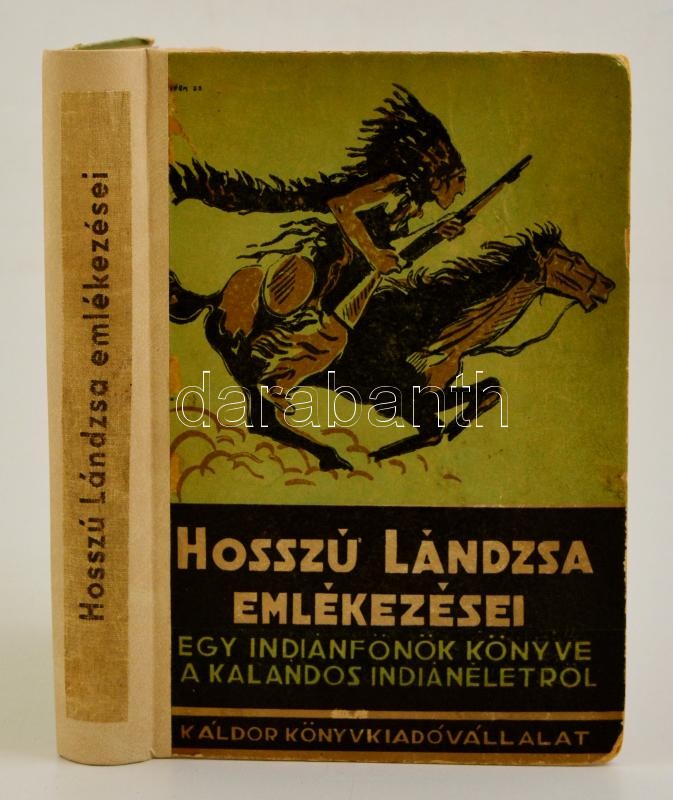 Hosszú Lándzsa emlékezései
darabanth
HOSSZÚ LÁNDZSA
EMLÉKEZÉSEI
EGY INDIÁNFŐNÖK KÖNYVE
A KALANDOS INDIÁNÉLETRŐL
KÁLDOR KÖNYVKIADÓVÁLLALAT